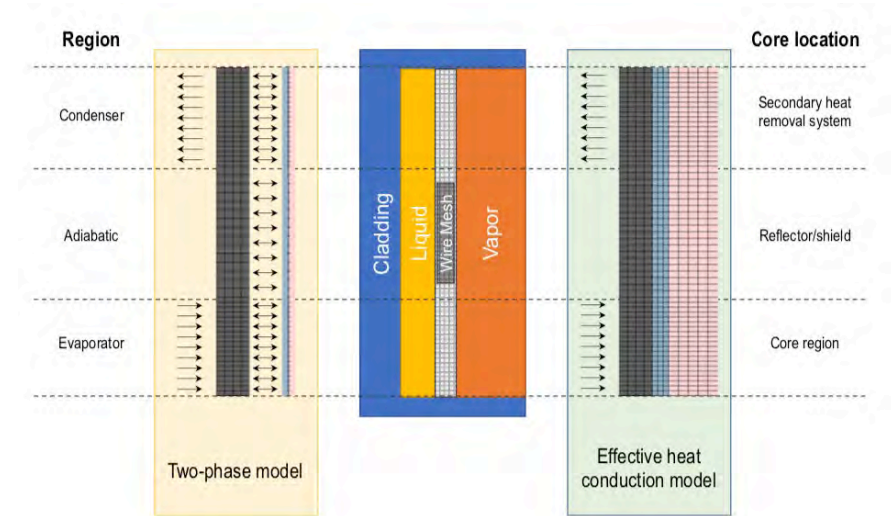 Region
Core location
Condenser
Secondary heat
removal system
Adiabatic
Cladding
Liquid
Wire Mesh
Vapor
Reflector/shield
Evaporator
Core region
Two-phase model
Effective heat
conduction model